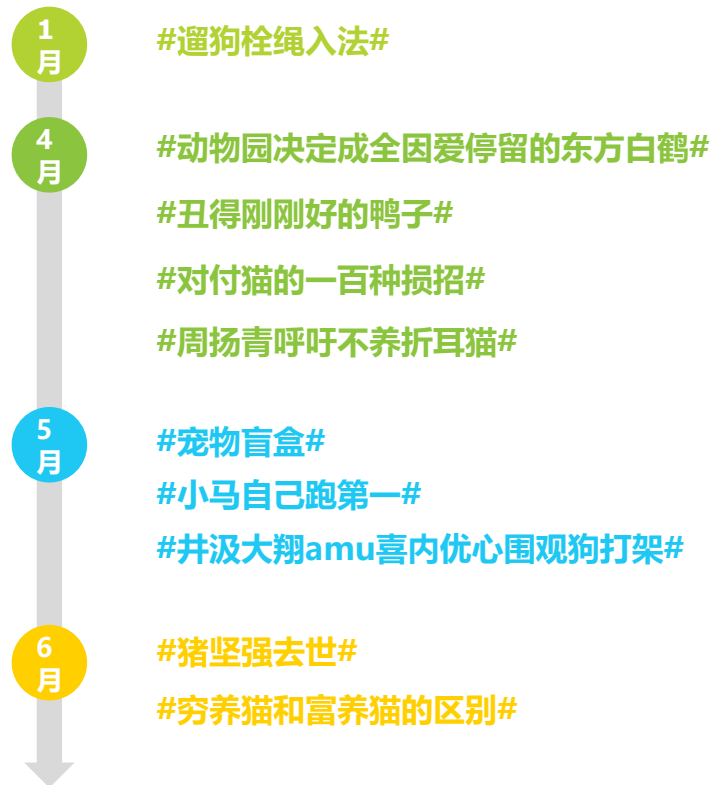 1
月
#遛狗栓绳入法#
4
月
#动物园决定成全因爱停留的东方白鹤#
#丑得刚刚好的鸭子#
#对付猫的一百种损招#
#周扬青呼吁不养折耳猫#
5
月
#宠物盲盒#
#小马自己跑第一#
#井汲大翔amu喜内优心围观狗打架#
6
月
#猪坚强去世#
#穷养猫和富养猫的区别#